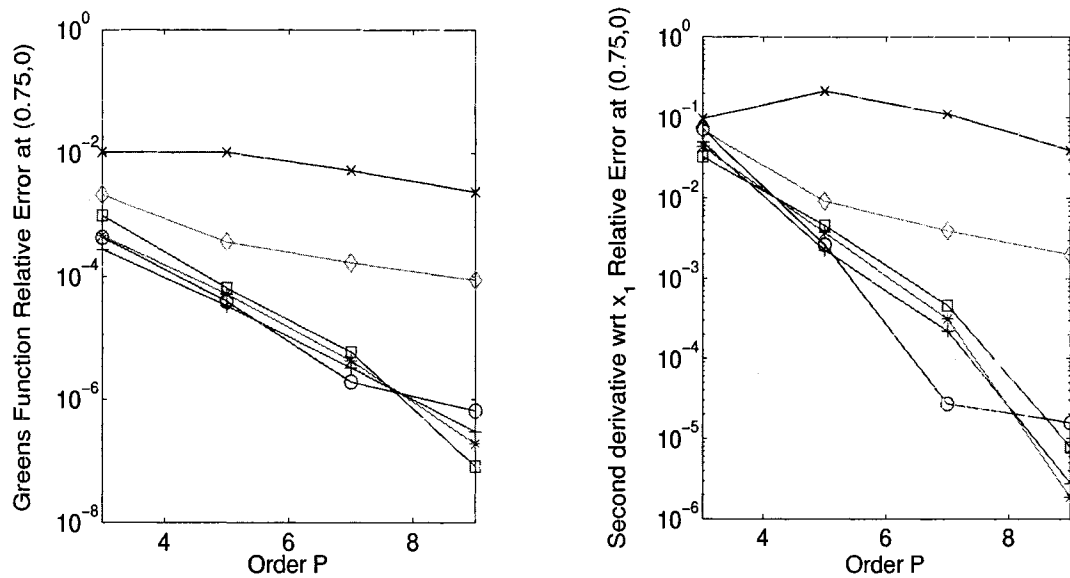 Greens Function Relative Error at (0.75,0)
10^0
10^-2
10^-4
10^-6
10^-8
4 6 8
Order P
Second derivative wrt x_1 Relative Error at (0.75,0)
10^0
10^-1
10^-2
10^-3
10^-4
10^-5
10^-6
4 6 8
Order P